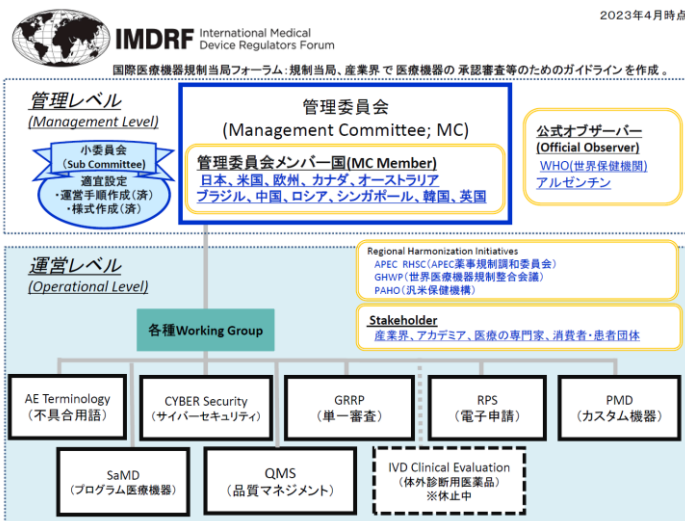 2023年4月時点
IMDRF International Medical
Device Regulators Forum
国際医療機器規制当局フォーラム:規制当局、産業界で医療機器の承認審査等のためのガイドラインを作成。
管理レベル
(Management Level)
小委員会
(Sub Committee)
適宜設定
・運営手順作成(済)
・様式作成(済)
管理委員会
(Management Committee; MC)
管理委員会メンバー国(MC Member)
日本、米国、欧州、カナダ、オーストラリア
ブラジル、中国、ロシア、シンガポール、韓国、英国
公式オブザーバー
(Official Observer)
WHO(世界保健機関)
アルゼンチン
運営レベル
(Operational Level)
Regional Harmonization Initiatives
APEC RHSC(APEC薬事規制調和委員会)
GHWP(世界医療機器規制整合会議)
PAHO(汎米保健機構)
Stakeholder
産業界、アカデミア、医療の専門家、消費者・患者団体
各種Working Group
AE Terminology
(不具合用語)
CYBER Security
(サイバーセキュリティ)
GRRP
(単一審査)
RPS
(電子申請)
PMD
(カスタム機器)
SaMD
(プログラム医療機器)
QMS
(品質マネジメント)
IVD Clinical Evaluation
(体外診断用医薬品)
※休止中